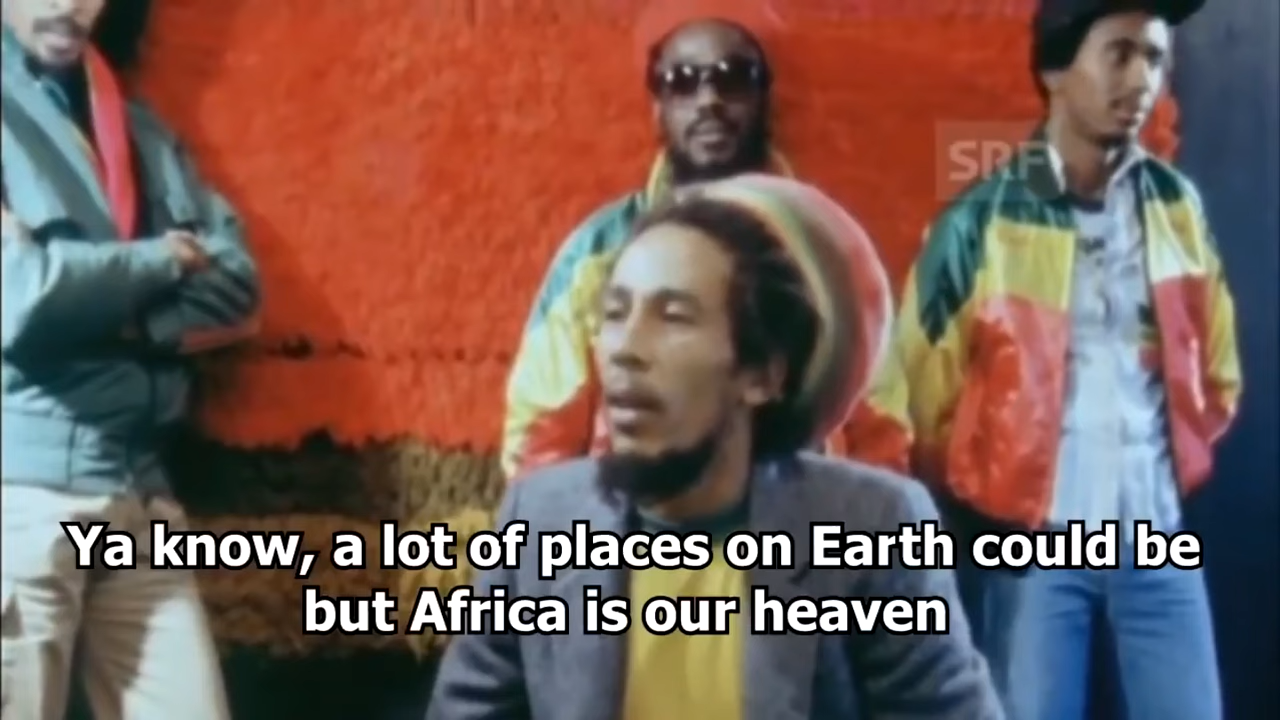 SRF
Ya know, a lot of places on Earth could be
but Africa is our heaven